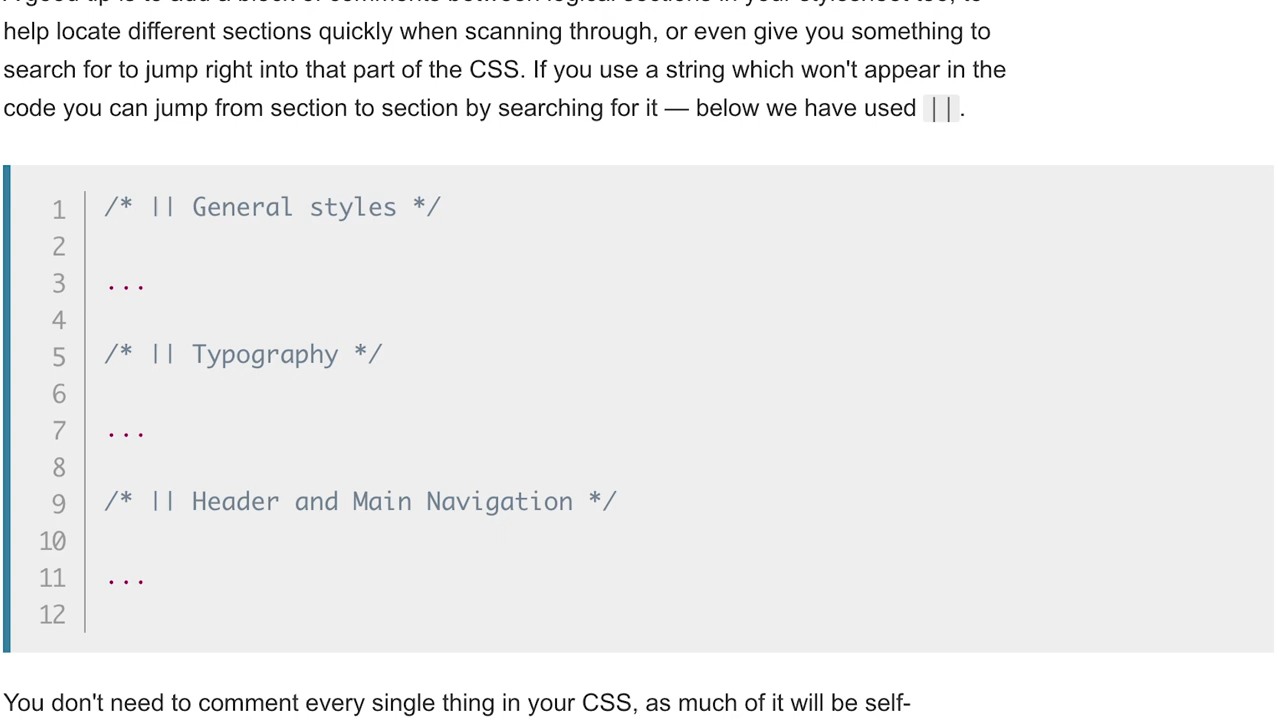 help locate different sections quickly when scanning through, or even give you something to
search for to jump right into that part of the CSS. If you use a string which won't appear in the
code you can jump from section to section by searching for it — below we have used ||.
1 /* || General styles */
2
3 ...
4
5 /* || Typography */
6
7 ...
8
9 /* || Header and Main Navigation */
10
11 ...
12
You don't need to comment every single thing in your CSS, as much of it will be self-